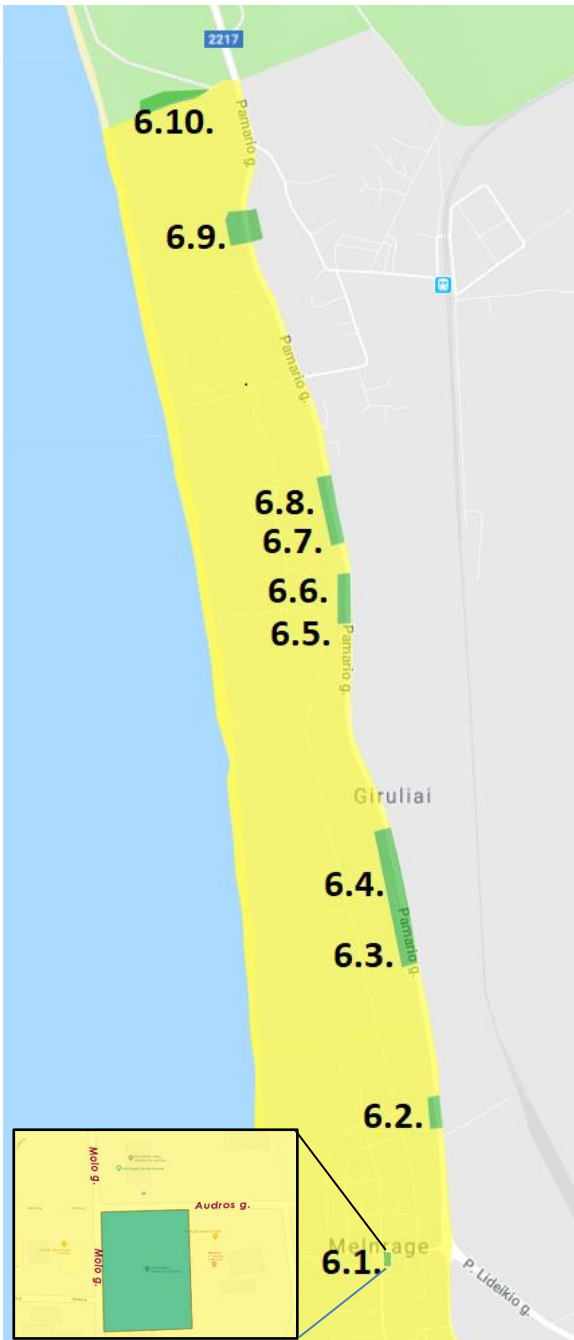 2217
6.10.
Pamario g.
6.9.
Pamario g.
6.8.
6.7.
6.6.
6.5.
Pamario g.
Giruliai
6.4.
Pamario g.
6.3.
6.2.
Molo g.
Audros g.
Molo g.
Melnragė
6.1.
P. Lideikio g.